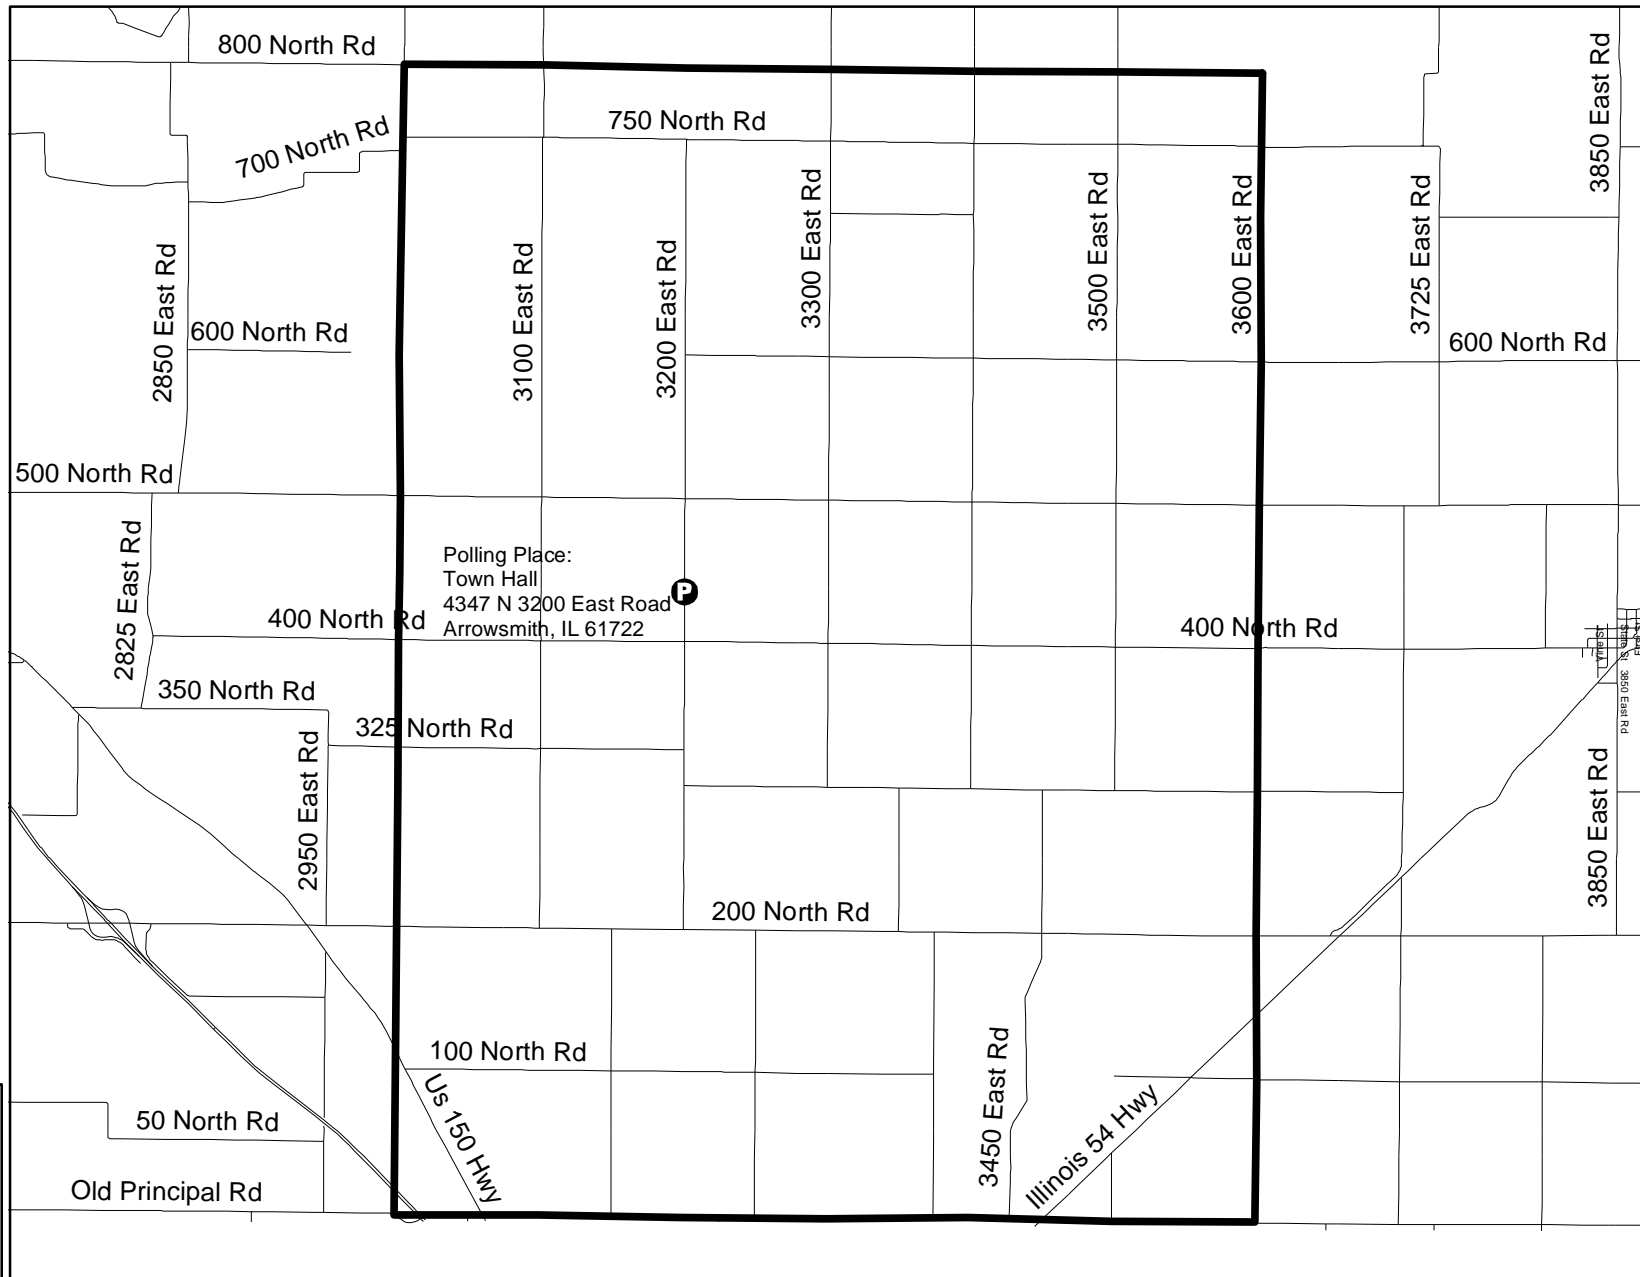 800 North Rd
3850 East Rd
750 North Rd
700 North Rd
2850 East Rd
3100 East Rd
3200 East Rd
3300 East Rd
3500 East Rd
3600 East Rd
3725 East Rd
600 North Rd
600 North Rd
500 North Rd
2825 East Rd
Polling Place:
Town Hall
4347 N 3200 East Road
Arrowsmith, IL 61722
P
400 North Rd
400 North Rd
State St
3850 East Rd
350 North Rd
325 North Rd
2950 East Rd
3850 East Rd
200 North Rd
100 North Rd
Us 150 Hwy
3450 East Rd
Illinois 54 Hwy
50 North Rd
Old Principal Rd